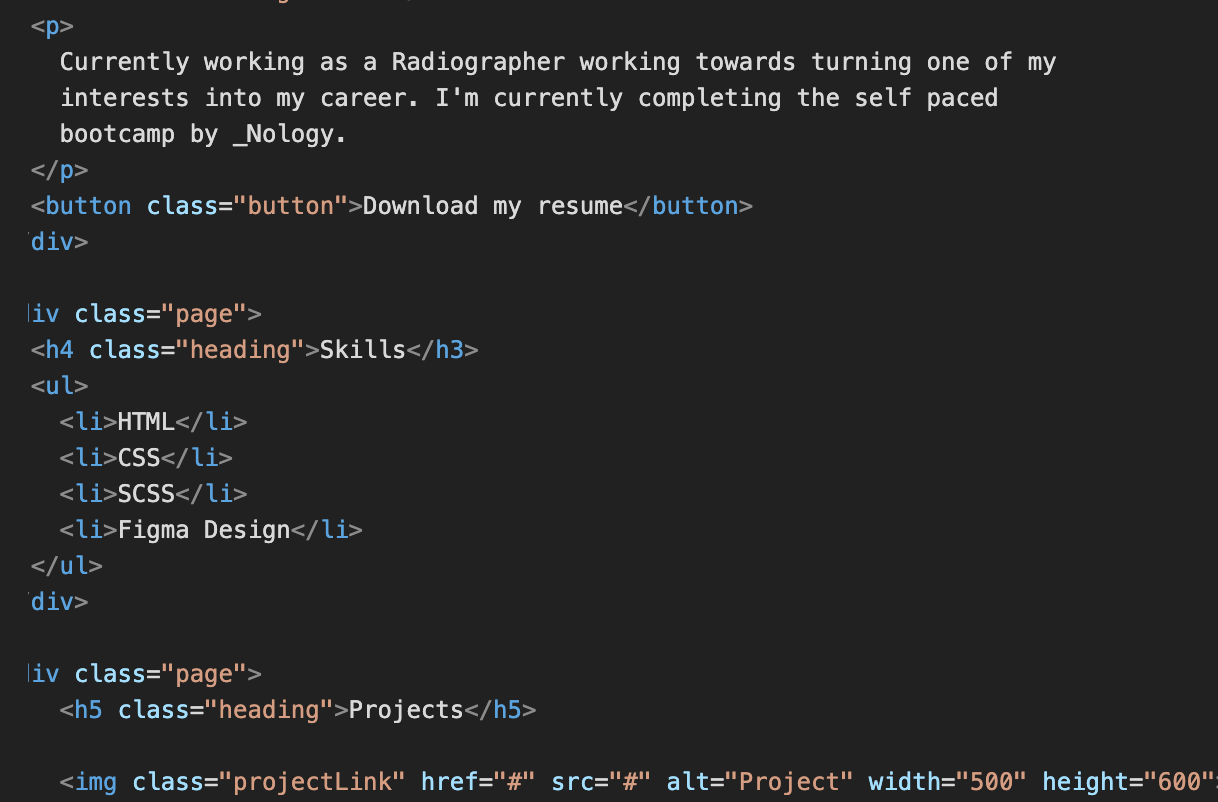 <p>
Currently working as a Radiographer working towards turning one of my
interests into my career. I'm currently completing the self paced
bootcamp by _Nology.
</p>
<button class="button">Download my resume</button>
div>
iv class="page">
<h4 class="heading">Skills</h3>
<ul>
<li>HTML</li>
<li>CSS</li>
<li>SCSS</li>
<li>Figma Design</li>
</ul>
div>
iv class="page">
<h5 class="heading">Projects</h5>
<img class="projectLink" href="#" src="#" alt="Project" width="500" height="600"